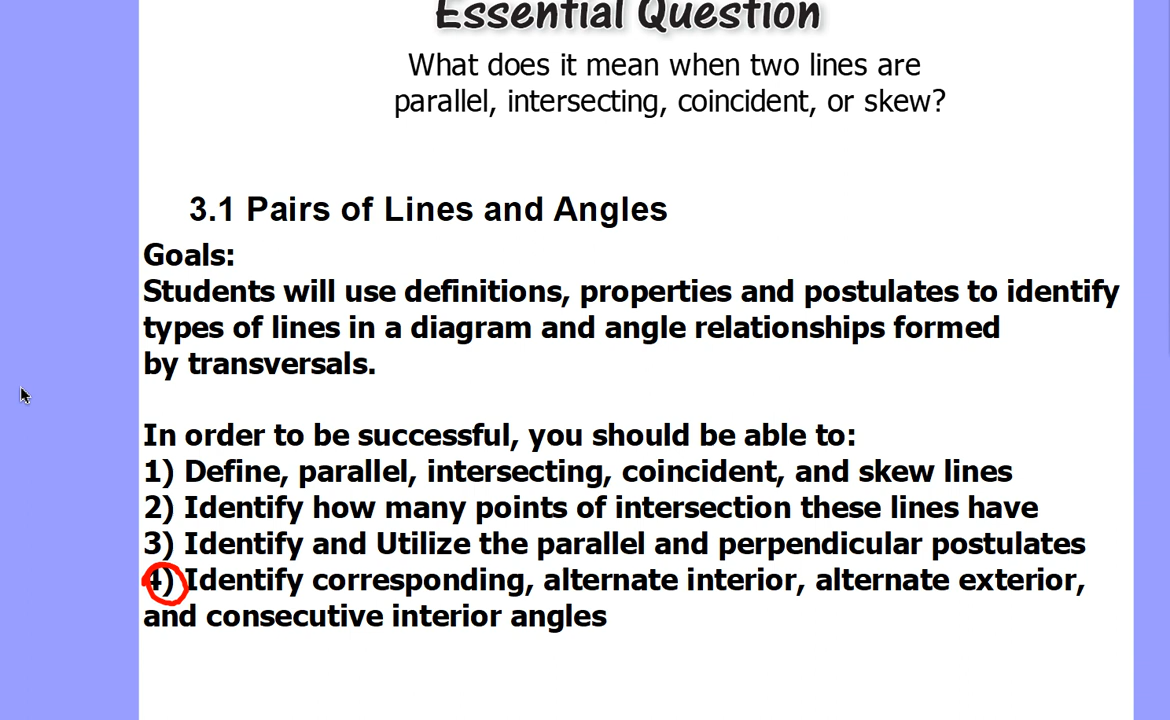 Essential Question
What does it mean when two lines are
parallel, intersecting, coincident, or skew?
3.1 Pairs of Lines and Angles
Goals:
Students will use definitions, properties and postulates to identify
types of lines in a diagram and angle relationships formed
by transversals.
In order to be successful, you should be able to:
1) Define, parallel, intersecting, coincident, and skew lines
2) Identify how many points of intersection these lines have
3) Identify and Utilize the parallel and perpendicular postulates
4) Identify corresponding, alternate interior, alternate exterior,
and consecutive interior angles